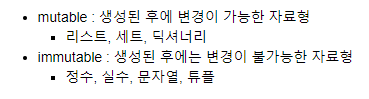 mutable : 생성된 후에 변경이 가능한 자료형
리스트, 세트, 딕셔너리
immutable : 생성된 후에는 변경이 불가능한 자료형
정수, 실수, 문자열, 튜플